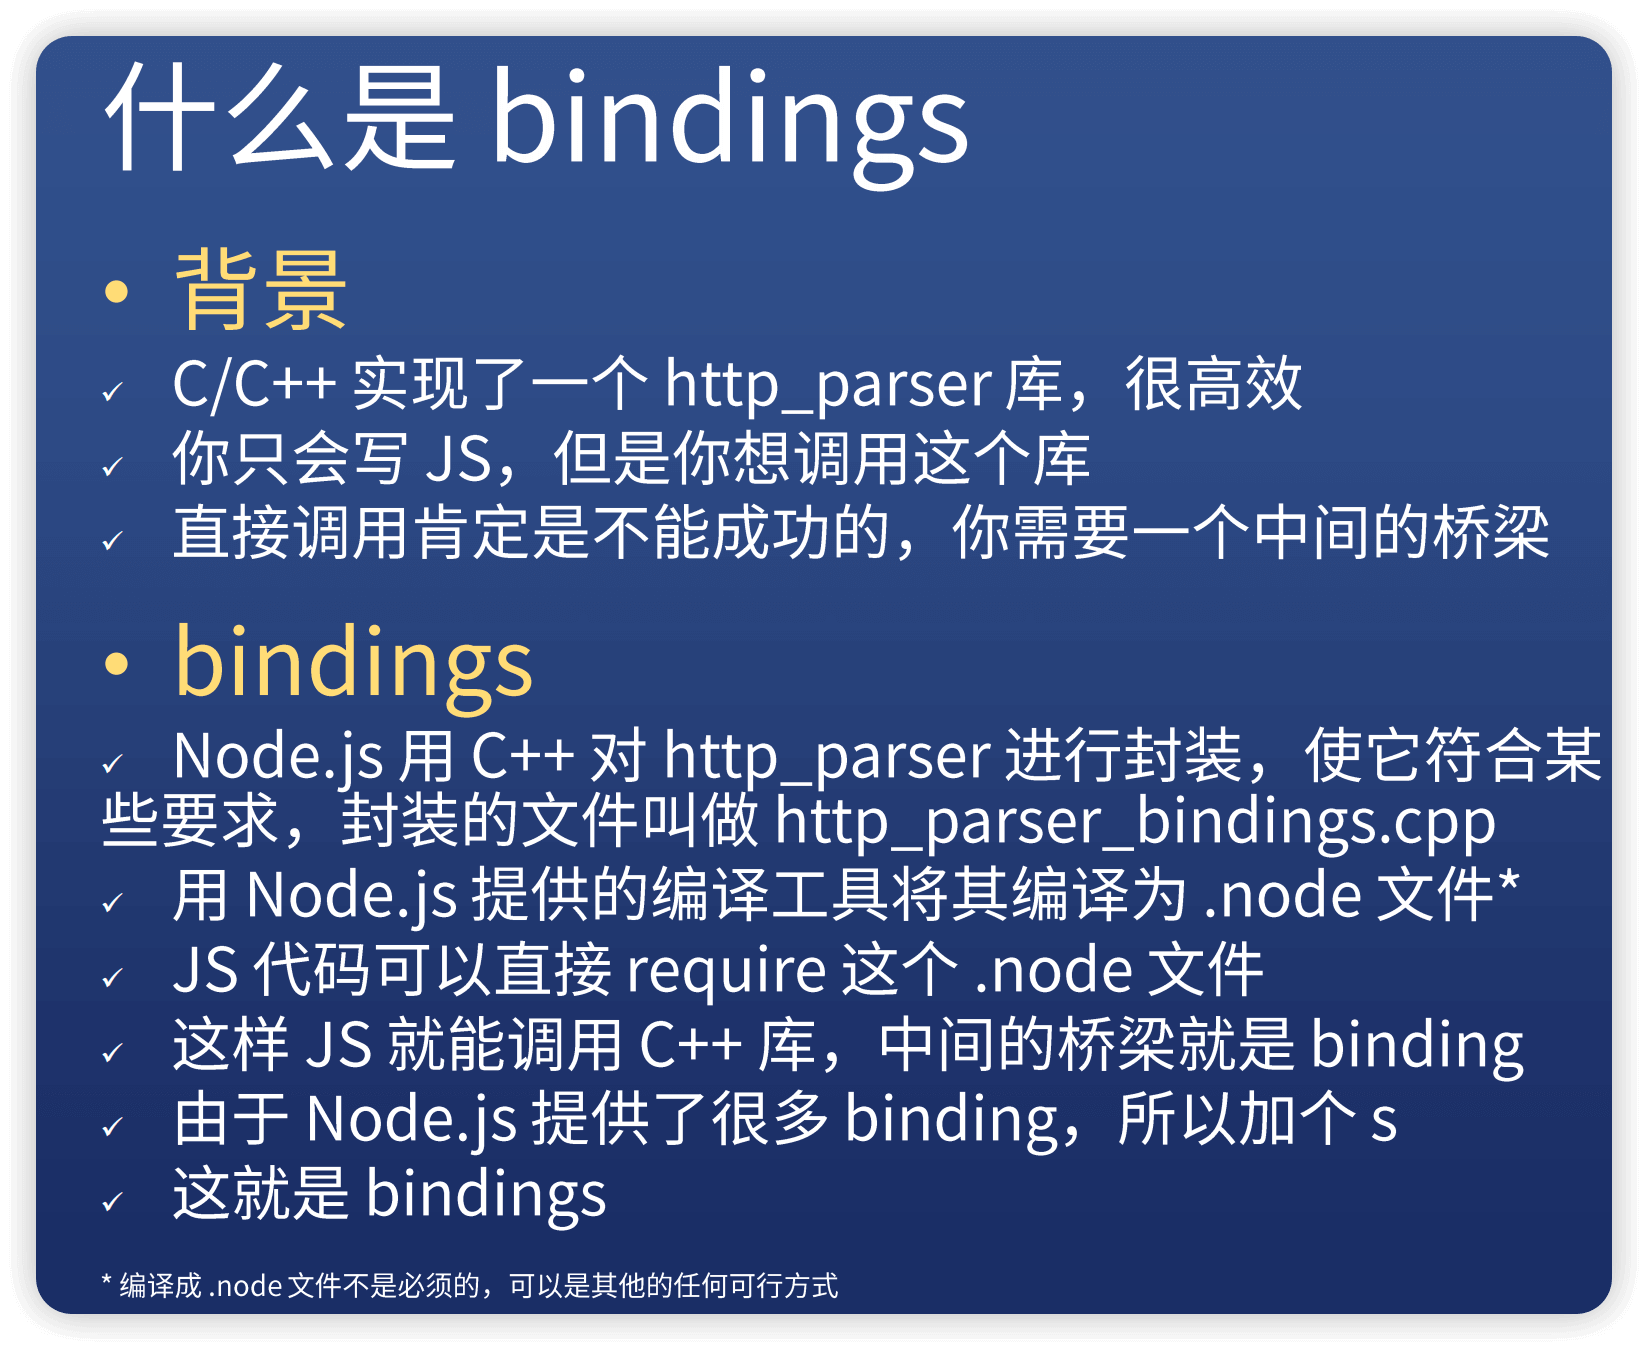 什么是 bindings
• 背景
✓ C/C++ 实现了一个 http_parser 库，很高效
✓ 你只会写 JS，但是你想调用这个库
✓ 直接调用肯定是不能成功的，你需要一个中间的桥梁
• bindings
✓ Node.js 用 C++ 对 http_parser 进行封装，使它符合某
些要求，封装的文件叫做 http_parser_bindings.cpp
✓ 用 Node.js 提供的编译工具将其编译为 .node 文件*
✓ JS 代码可以直接 require 这个 .node 文件
✓ 这样 JS 就能调用 C++ 库，中间的桥梁就是 binding
✓ 由于 Node.js 提供了很多 binding，所以加个 s
✓ 这就是 bindings
* 编译成 .node 文件不是必须的，可以是其他的任何可行方式